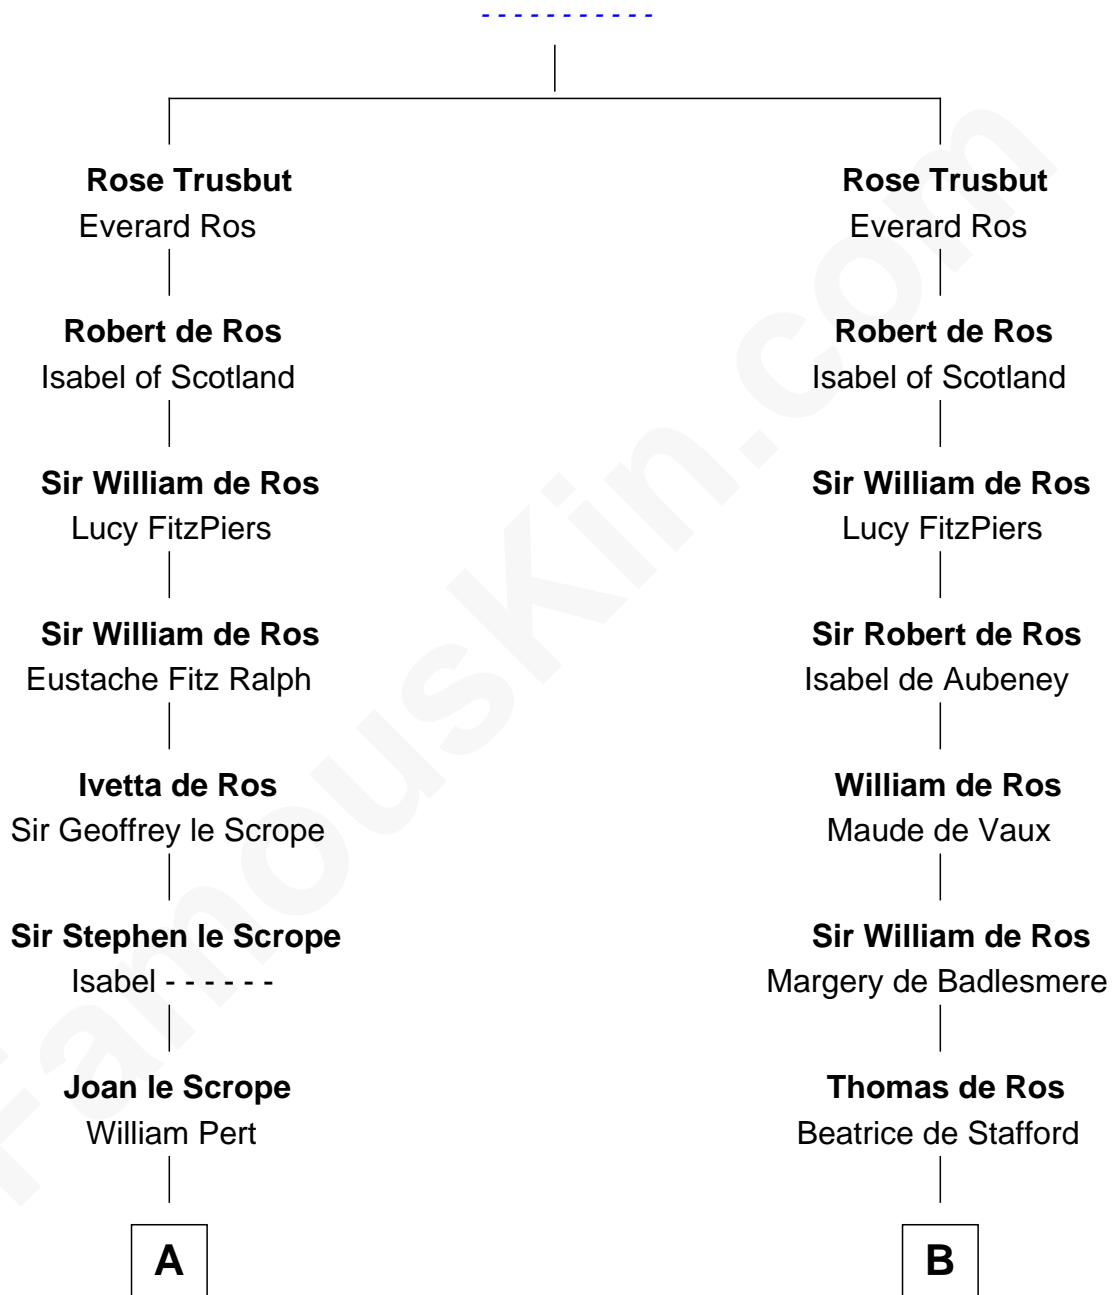 - - - - - - - - - - -
Rose Trusbut
Everard Ros
Robert de Ros
Isabel of Scotland
Sir William de Ros
Lucy FitzPiers
Sir William de Ros
Eustache Fitz Ralph
Ivetta de Ros
Sir Geoffrey le Scrope
Sir Stephen le Scrope
Isabel - - - - - -
Joan le Scrope
William Pert
A
Rose Trusbut
Everard Ros
Robert de Ros
Isabel of Scotland
Sir William de Ros
Lucy FitzPiers
Sir Robert de Ros
Isabel de Aubeney
William de Ros
Maude de Vaux
Sir William de Ros
Margery de Badlesmere
Thomas de Ros
Beatrice de Stafford
B
FamousKin.com